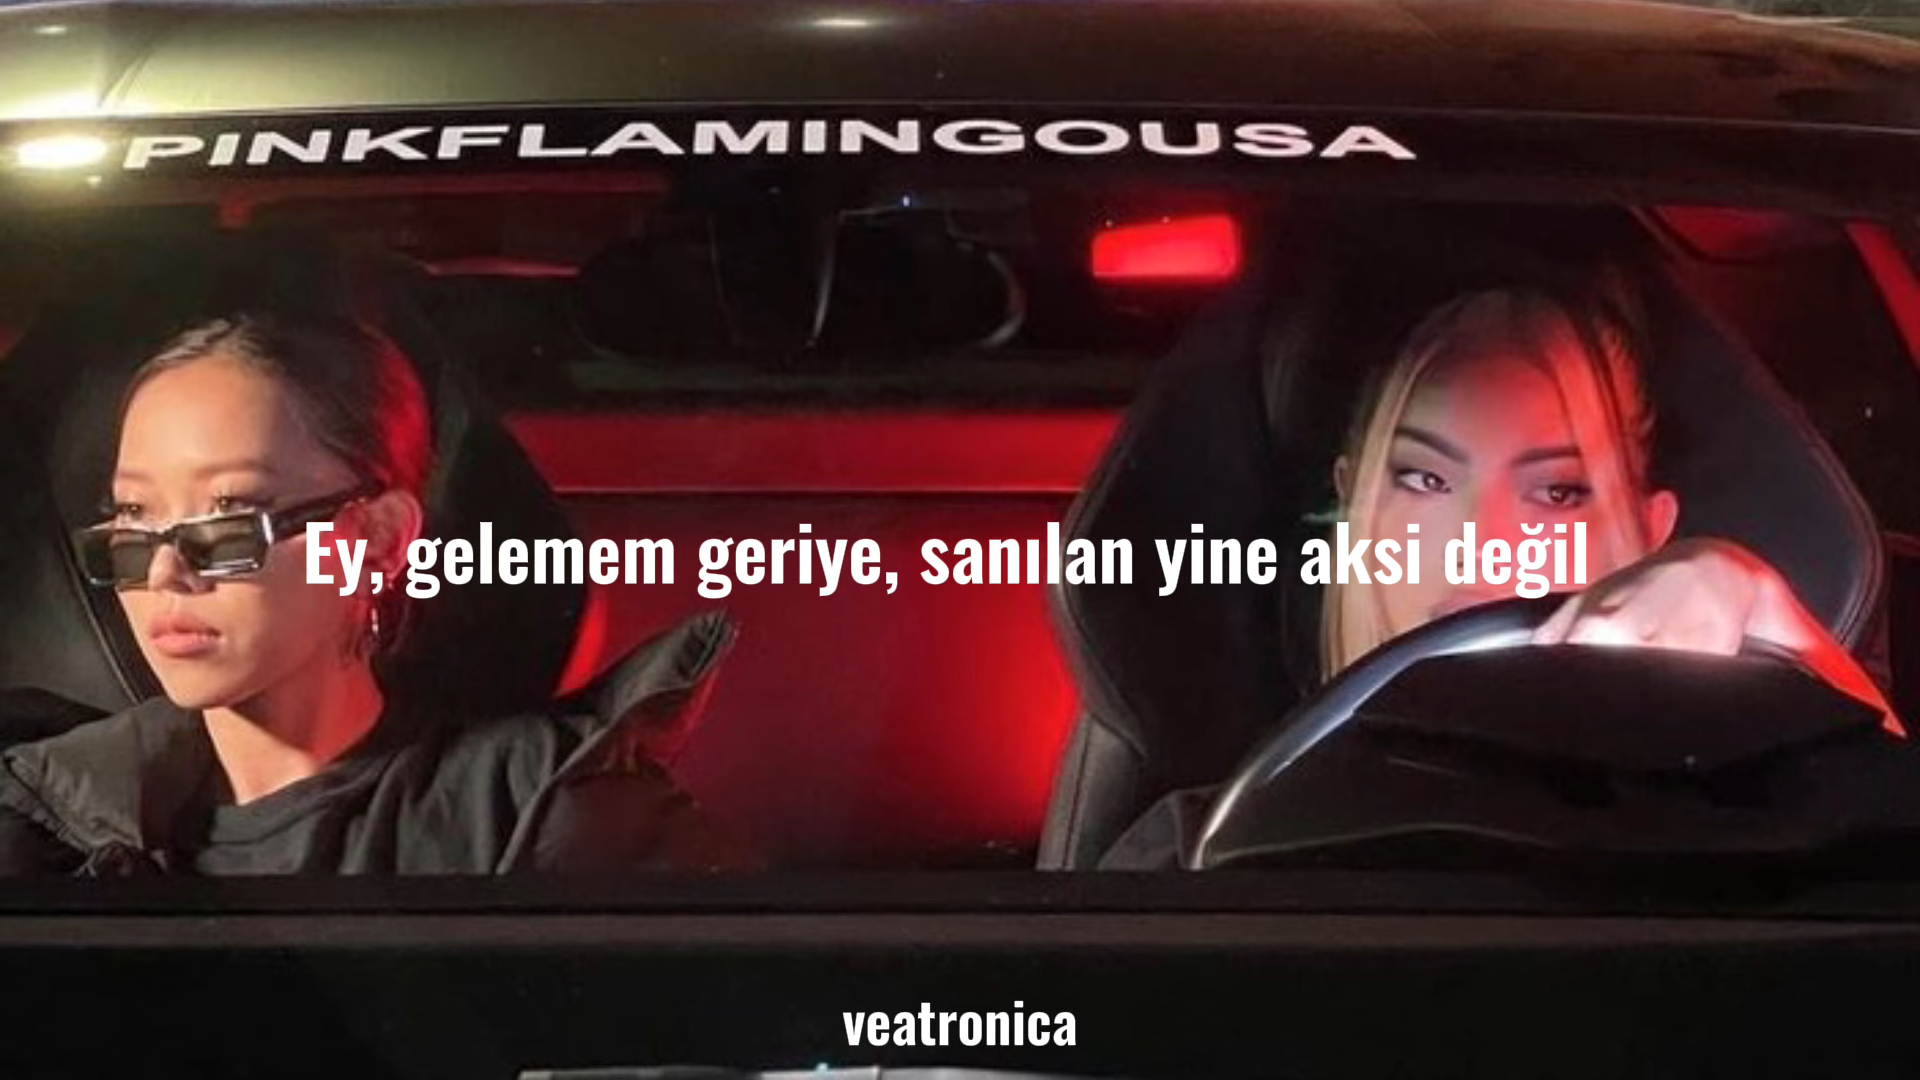 PINKFLAMINGOUSA
Ey, gelemem geriye, sanılan yine aksi değil
veatronica